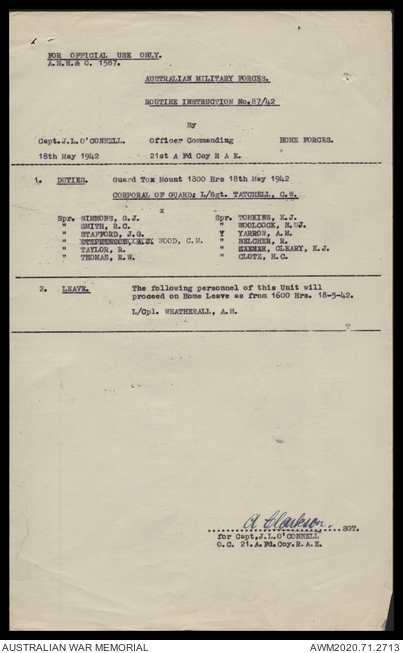 FOR OFFICIAL USE ONLY.
A.M.R.& O. 1587.
AUSTRALIAN MILITARY FORCES.
ROUTINE INSTRUCTION No.87/42
By
Capt.J.L.O'CONNELL. Officer Commanding HOME FORCES.
18th May 1942 21st A Fd Coy R A E.
1. DUTIES. Guard Tom Mount 1800 Hrs 18th May 1942
CORPORAL OF GUARD: L/Sgt. TATCHELL, C.W.
x
Spr. SIMMONS, G.J. Spr. TONKINS, K.J.
" SMITH, H.C. " WOOLCOCK, H.UJ.
" STAFFORD, J.G. Y YARROW, A.M.
" WOOD, C.M. " BELCHER, R.
" TAYLOR, R. " CLEARY, K.J.
" THOMAS, R.W. " CLOTZ, H.C.
2. LEAVE. The following personnel of this Unit will
proceed on Home Leave as from 1600 Hrs. 18-5-42.
L/Cpl. WEATHERALL, A.M.
A Clarkson. SGT.
for Capt,J.L.O'CONNELL
O.C. 21.A.Fd.Coy.R.A.E.
AUSTRALIAN WAR MEMORIAL AWM2020.71.2713